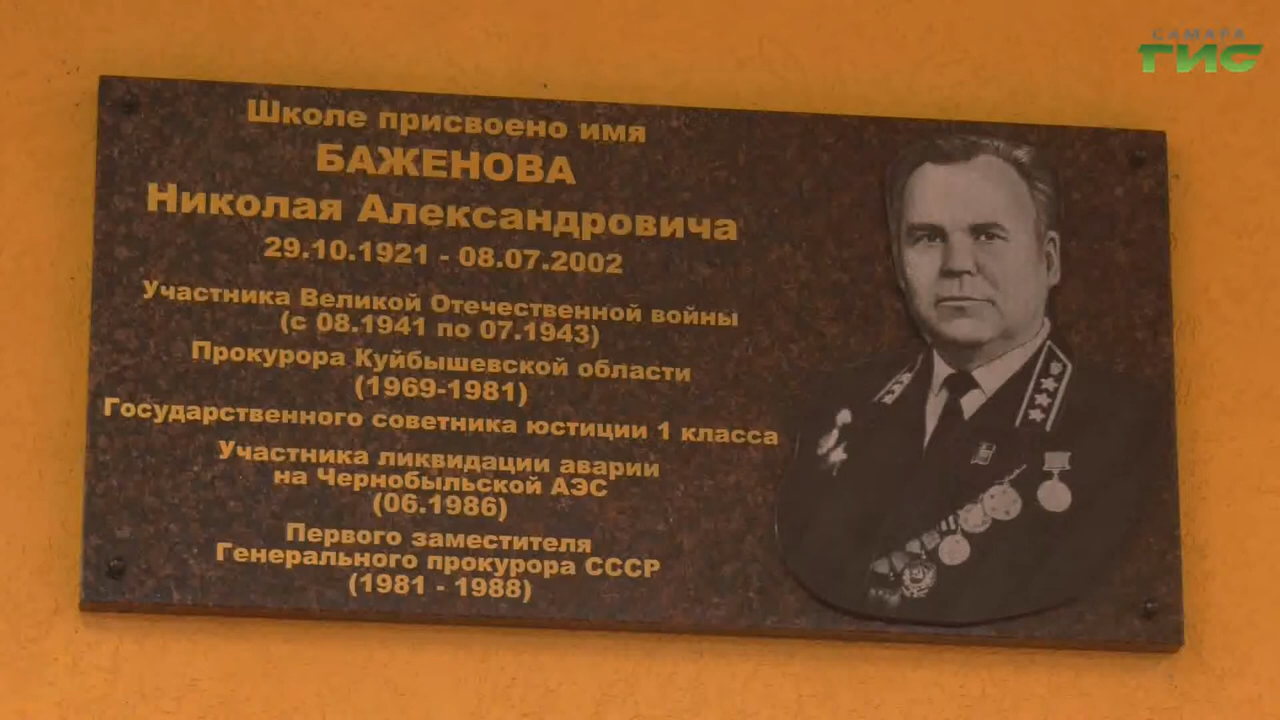 САМАРА
ГИС
Школе присвоено имя
БАЖЕНОВА
Николая Александровича
29.10.1921 - 08.07.2002
Участника Великой Отечественной войны
(с 08.1941 по 07.1943)
Прокурора Куйбышевской области
(1969-1981)
Государственного советника юстиции 1 класса
Участника ликвидации аварии
на Чернобыльской АЭС
(06.1986)
Первого заместителя
Генерального прокурора СССР
(1981 - 1988)